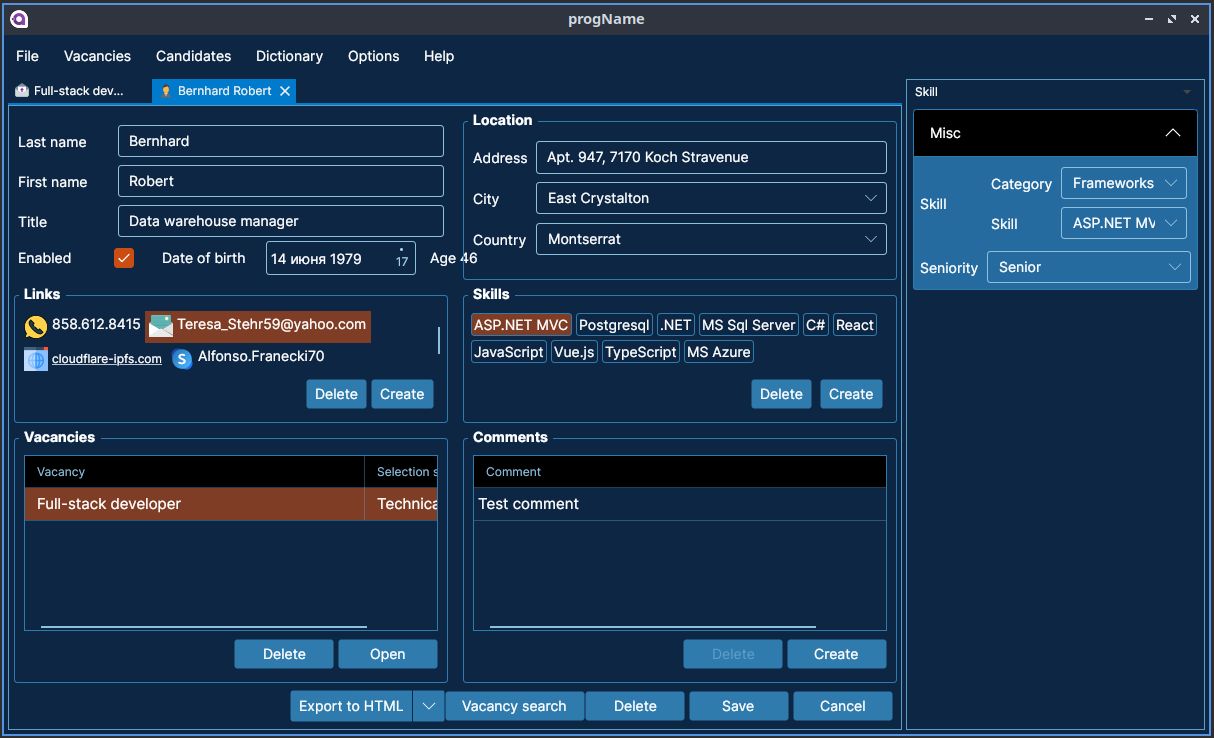 progName
File Vacancies Candidates Dictionary Options Help
Full-stack dev... Bernhard Robert
Last name Bernhard
First name Robert
Title Data warehouse manager
Enabled Date of birth 14 июня 1979 17 Age 46
Location
Address Apt. 947, 7170 Koch Stravenue
City East Crystalton
Country Montserrat
Links
858.612.8415 Teresa_Stehr59@yahoo.com
cloudflare-ipfs.com Alfonso.Franecki70
Delete Create
Skills
ASP.NET MVC Postgresql .NET MS Sql Server C# React
JavaScript Vue.js TypeScript MS Azure
Delete Create
Vacancies
Vacancy Selection s
Full-stack developer Technica
Delete Open
Comments
Comment
Test comment
Delete Create
Export to HTML Vacancy search Delete Save Cancel
Skill
Misc
Skill
Category Frameworks
Skill ASP.NET MV
Seniority Senior